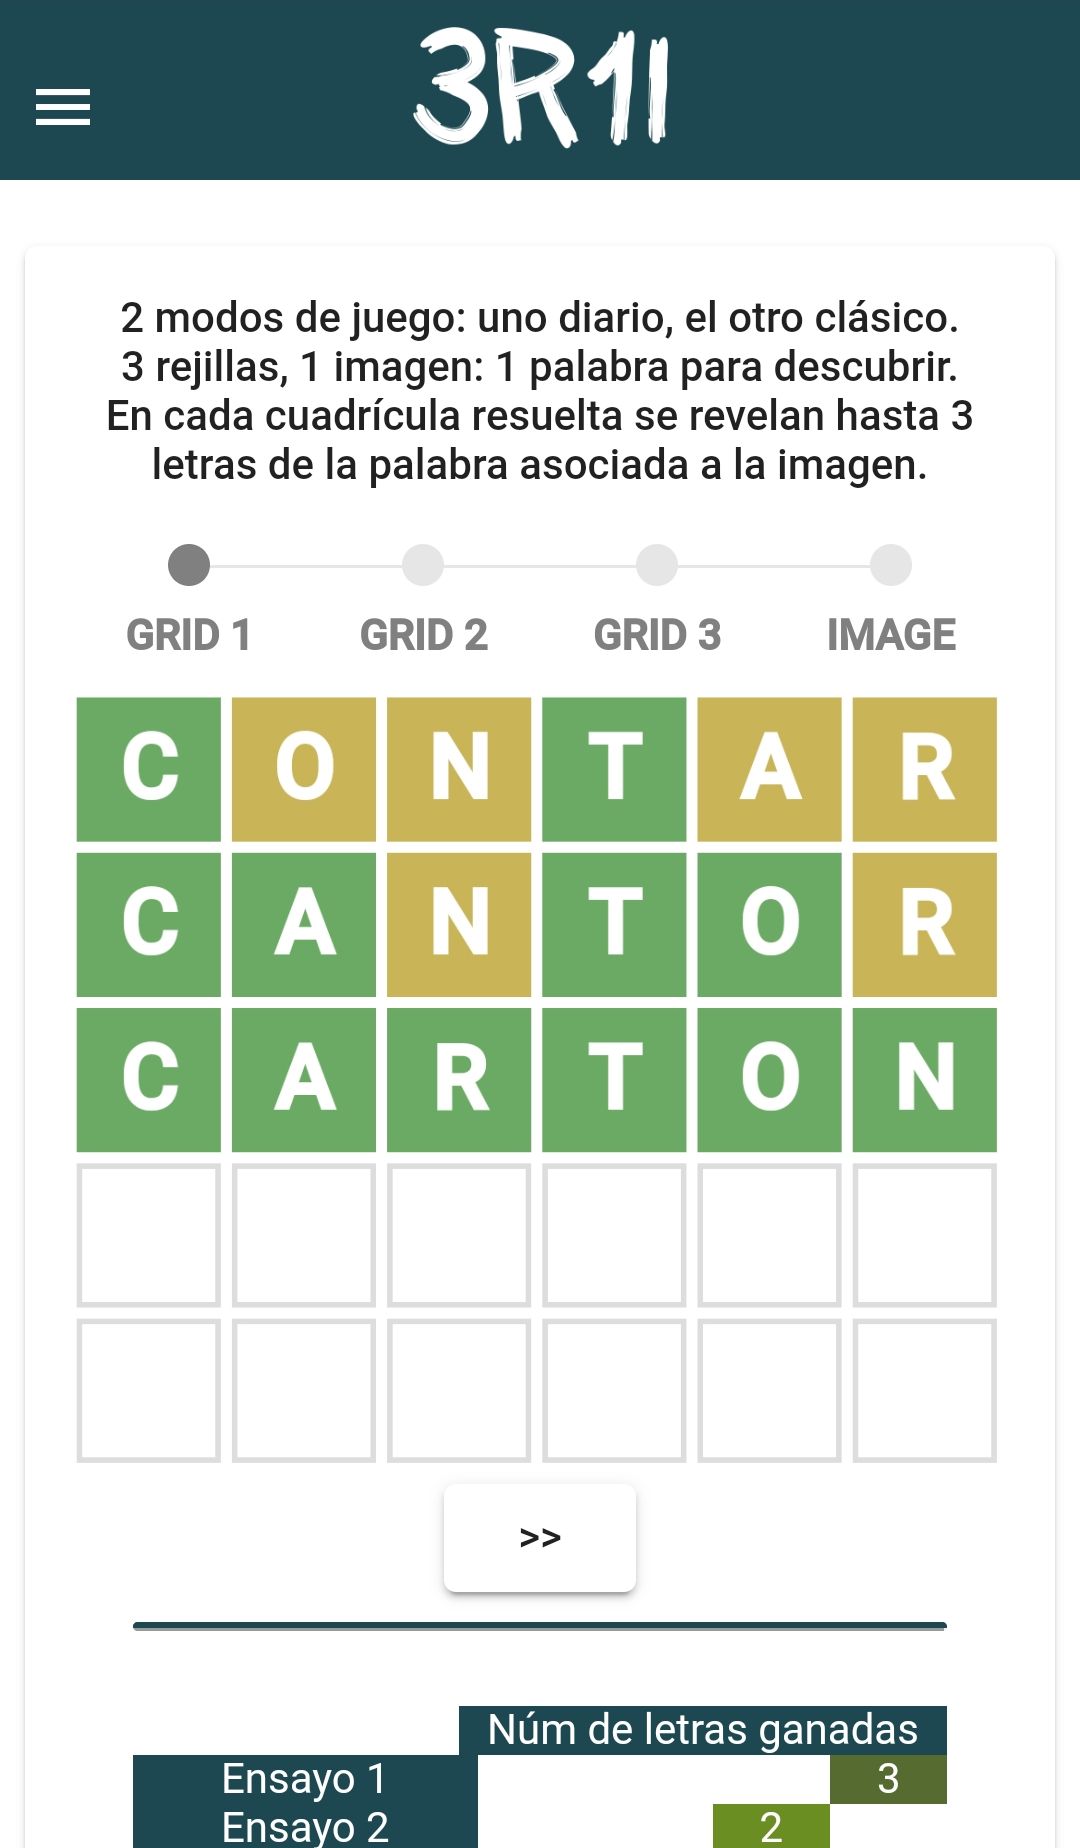 3R1I
2 modos de juego: uno diario, el otro clásico.
3 rejillas, 1 imagen: 1 palabra para descubrir.
En cada cuadrícula resuelta se revelan hasta 3
letras de la palabra asociada a la imagen.
GRID 1 GRID 2 GRID 3 IMAGE
C O N T A R
C A N T O R
C A R T O N
>>
Núm de letras ganadas
Ensayo 1 3
Ensayo 2 2